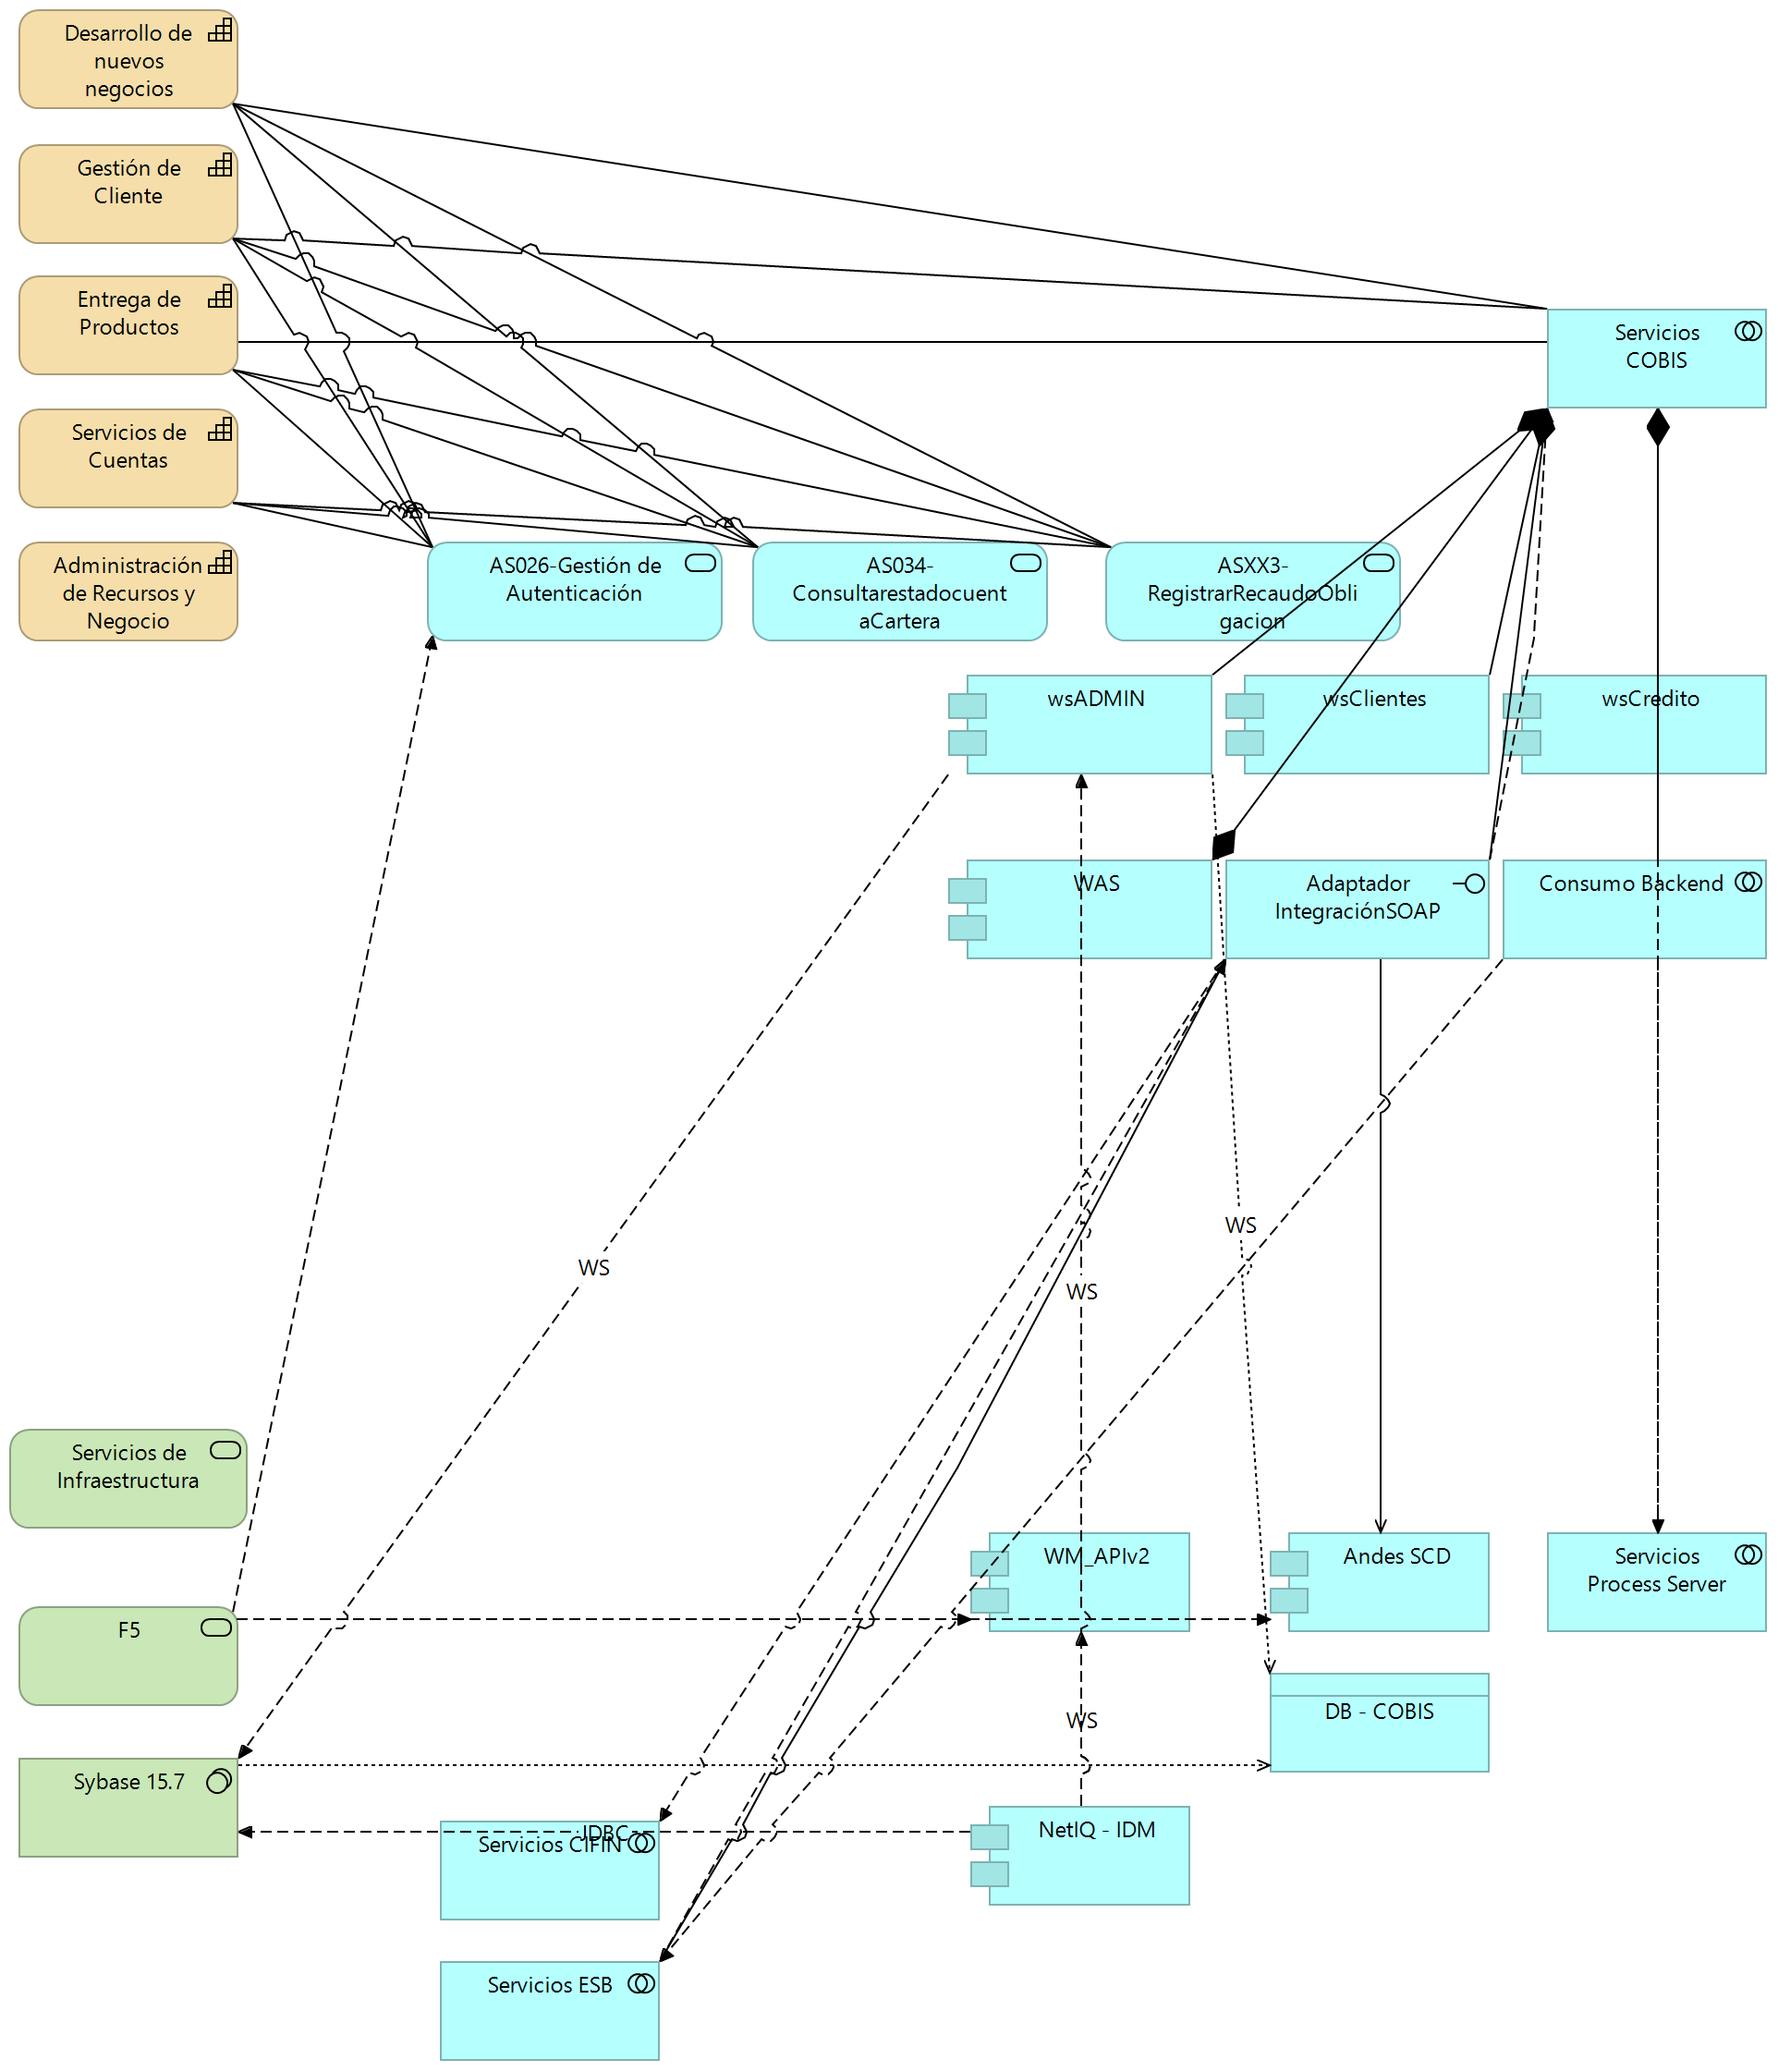 Desarrollo de
nuevos
negocios
Gestión de
Cliente
Entrega de
Productos
Servicios
COBIS
Servicios de
Cuentas
Administración
de Recursos y
Negocio
AS026-Gestión de
Autenticación
AS034-
Consultarestadocuent
aCartera
ASXX3-
RegistrarRecaudoObli
gacion
wsADMIN
wsClientes
wsCredito
WAS
Adaptador
IntegraciónSOAP
Consumo Backend
WS
WS
WS
Servicios de
Infraestructura
WM_APIv2
Andes SCD
Servicios
Process Server
F5
WS
DB - COBIS
Sybase 15.7
JDBC
Servicios CIFIN
NetIQ - IDM
Servicios ESB